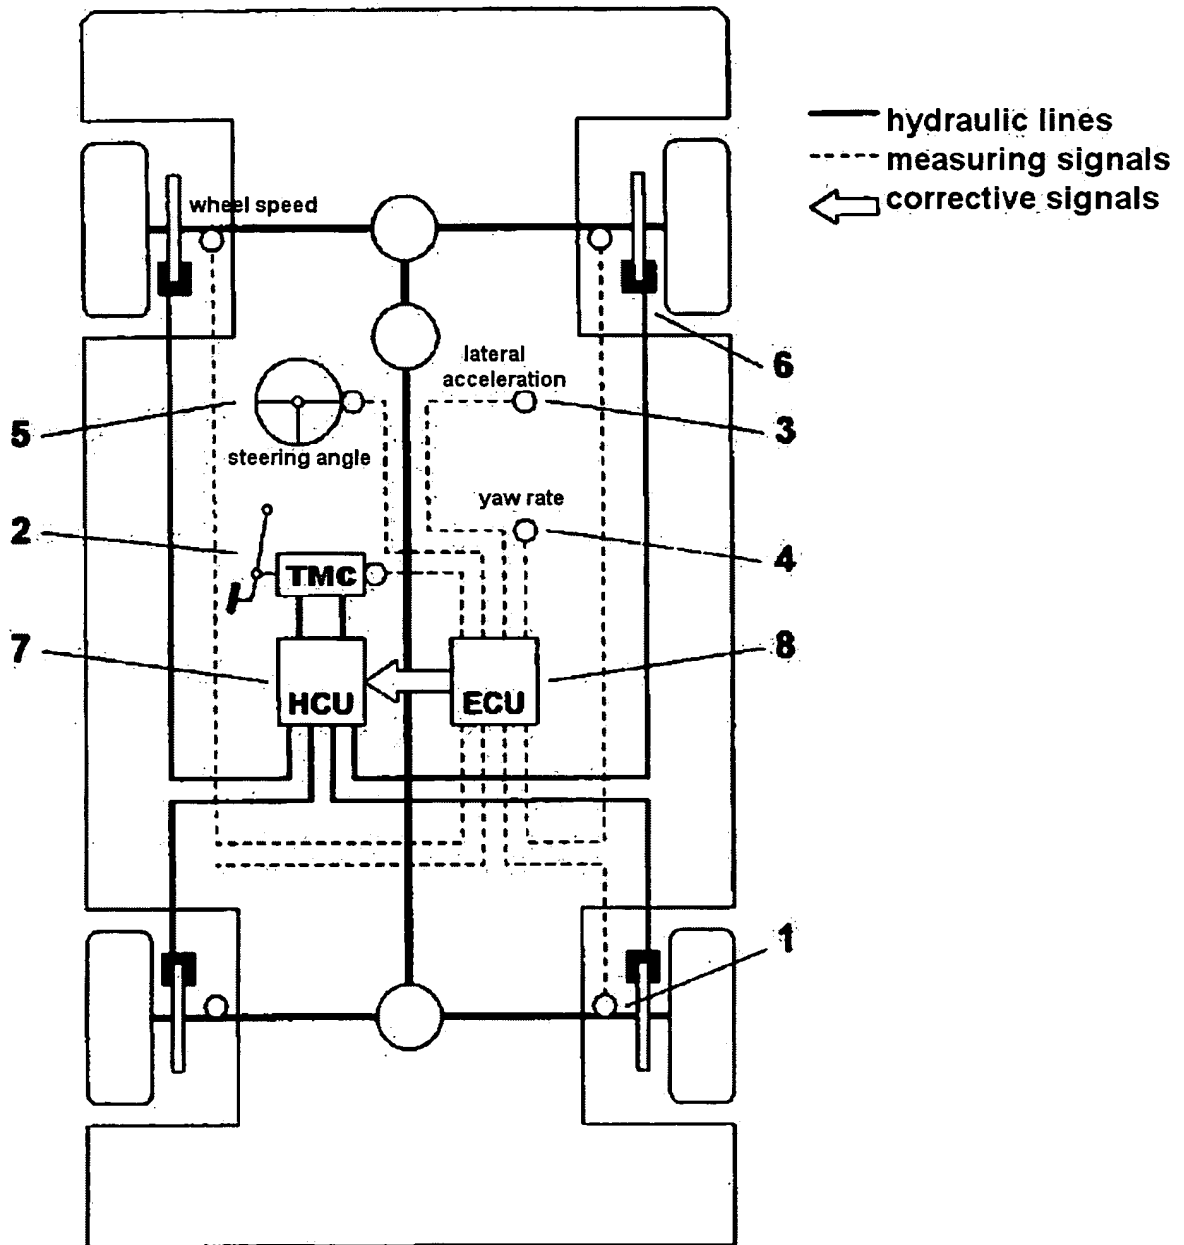 hydraulic lines
measuring signals
corrective signals
wheel speed
6
lateral
acceleration
3
5
steering angle
yaw rate
2
4
TMC
7
8
HCU
ECU
1